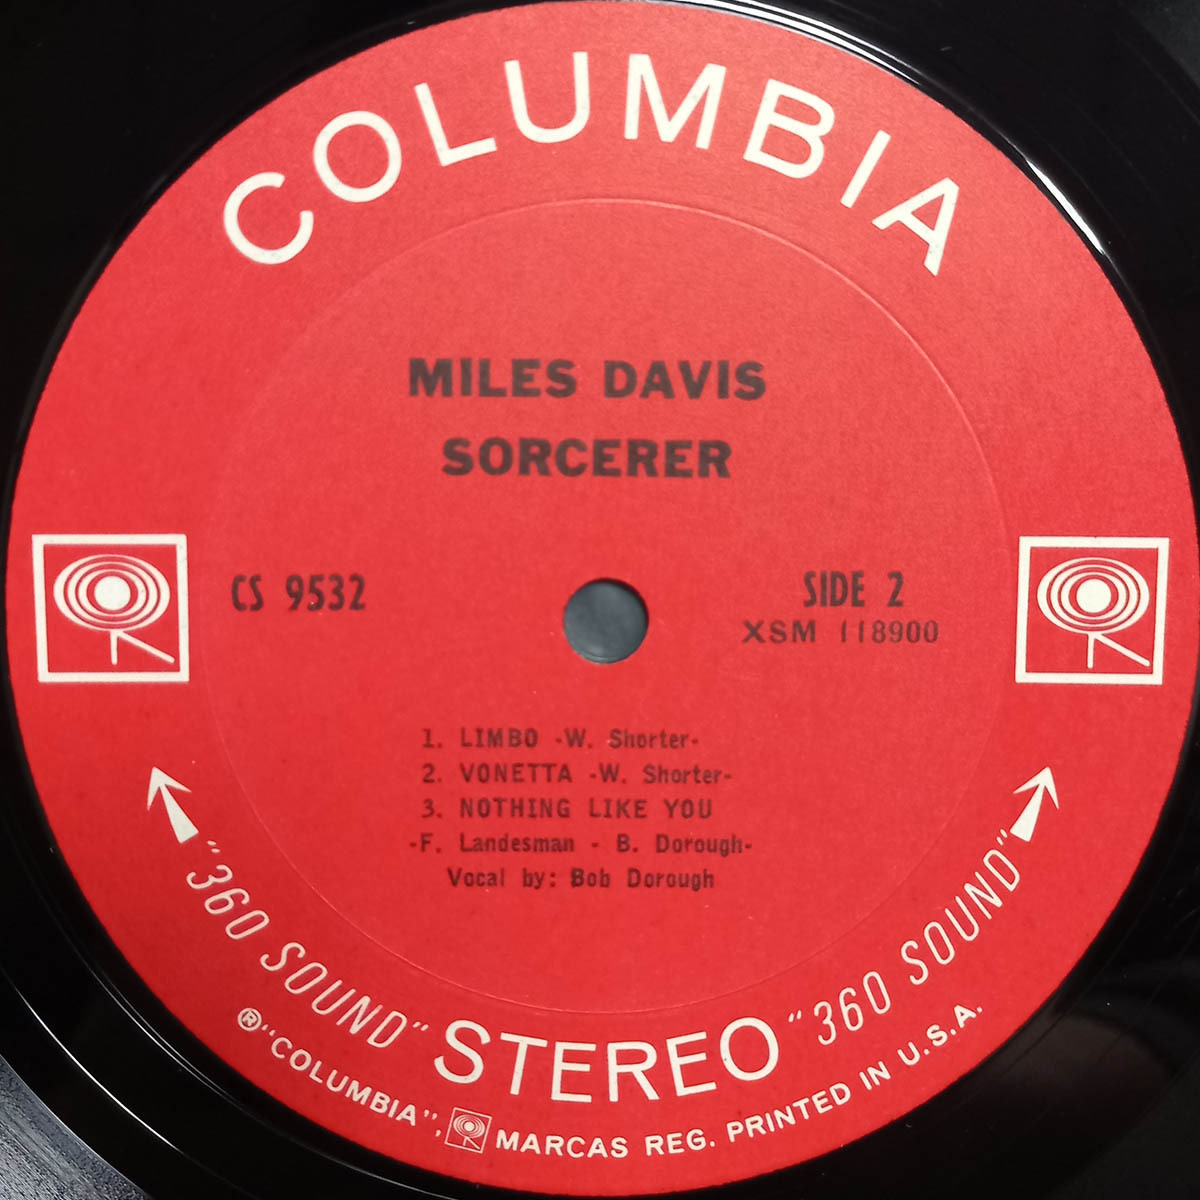 COLUMBIA
MILES DAVIS
SORCERER
CS 9532
SIDE 2
XSM 118900
1. LIMBO -W. Shorter-
2. VONETTA -W. Shorter-
3. NOTHING LIKE YOU
-F. Landesman - B. Dorough-
Vocal by: Bob Dorough
"360 SOUND" STEREO "360 SOUND"
®"COLUMBIA", MARCAS REG. PRINTED IN U.S.A.